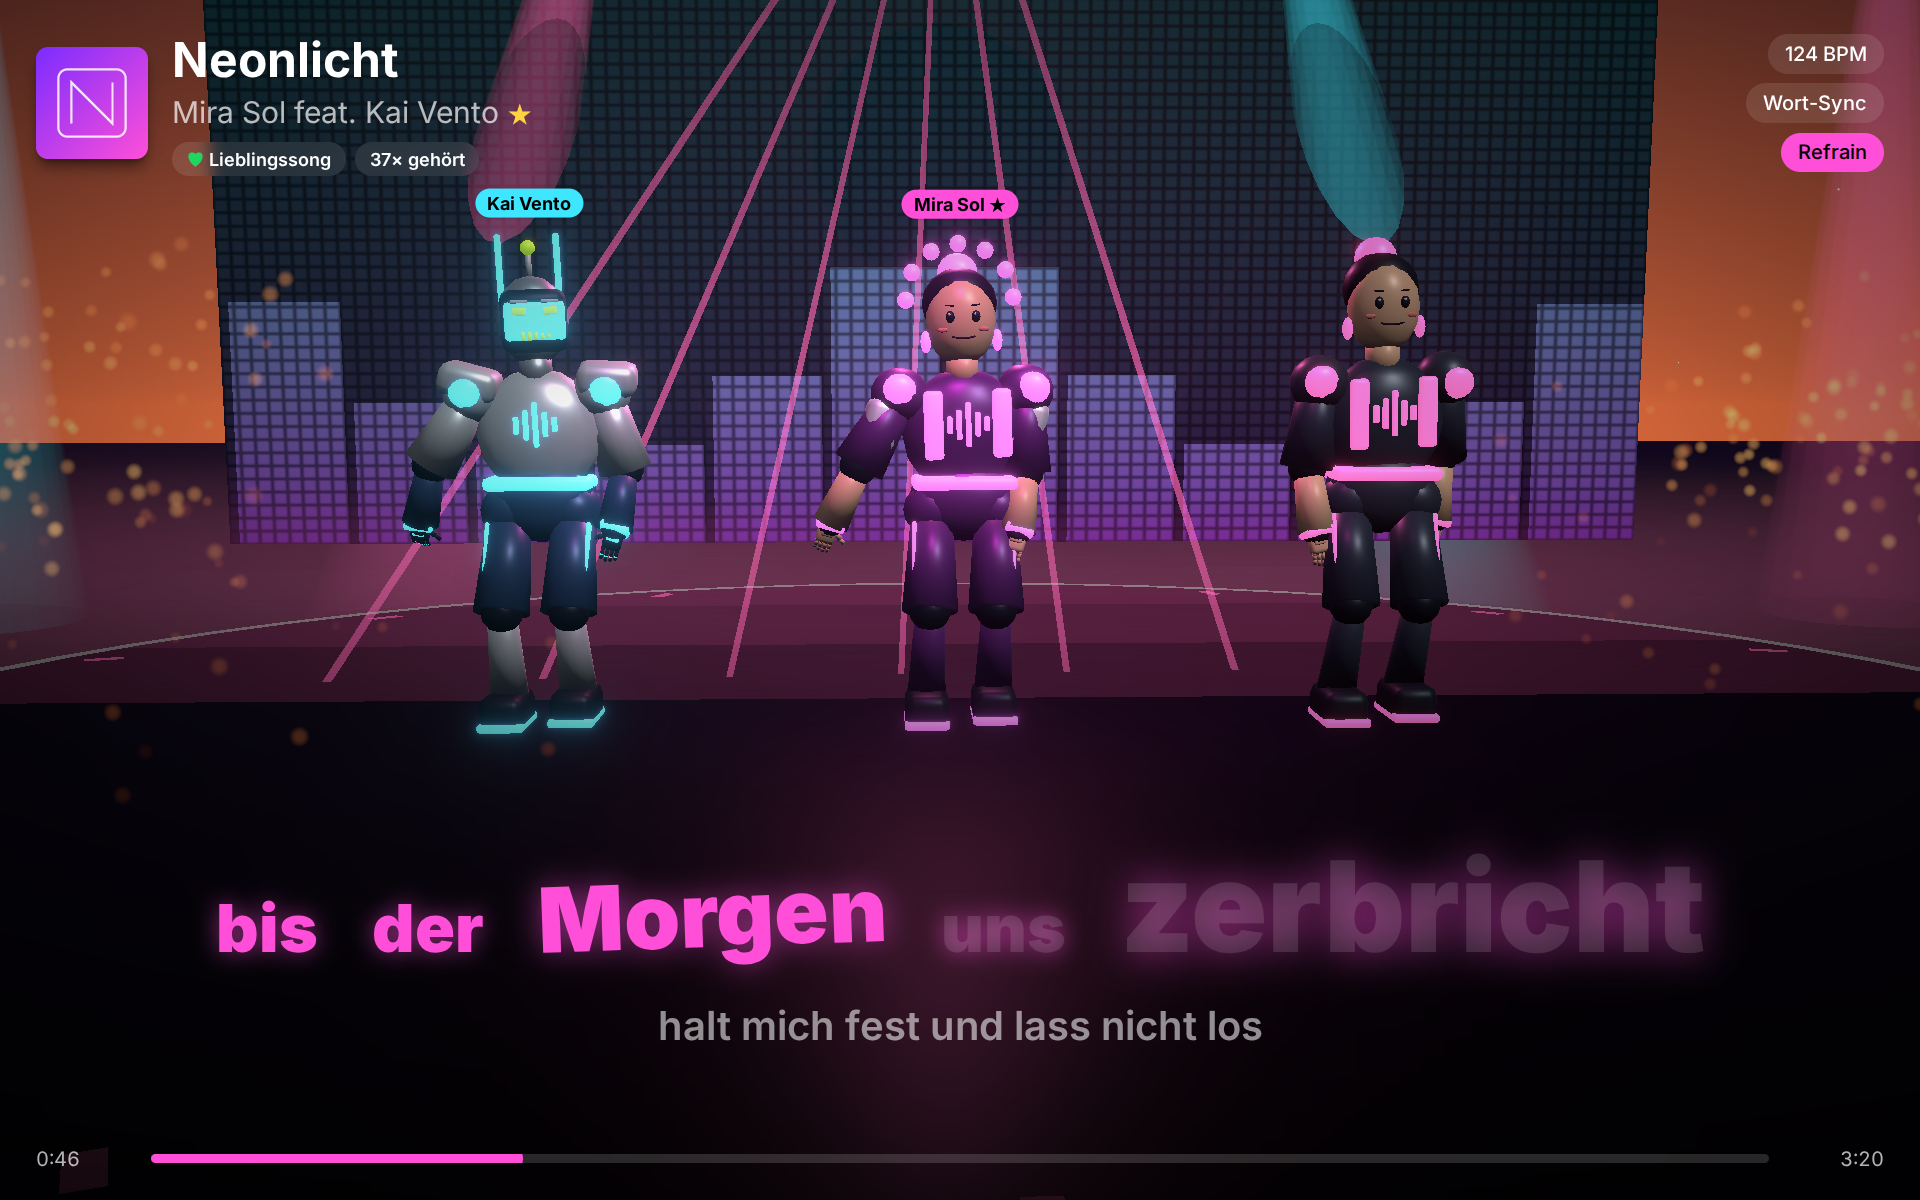 N
Neonlicht
Mira Sol feat. Kai Vento ★
Lieblingssong
37× gehört
124 BPM
Wort-Sync
Refrain
Kai Vento
Mira Sol ★
bis der Morgen uns zerbricht
halt mich fest und lass nicht los
0:46
3:20